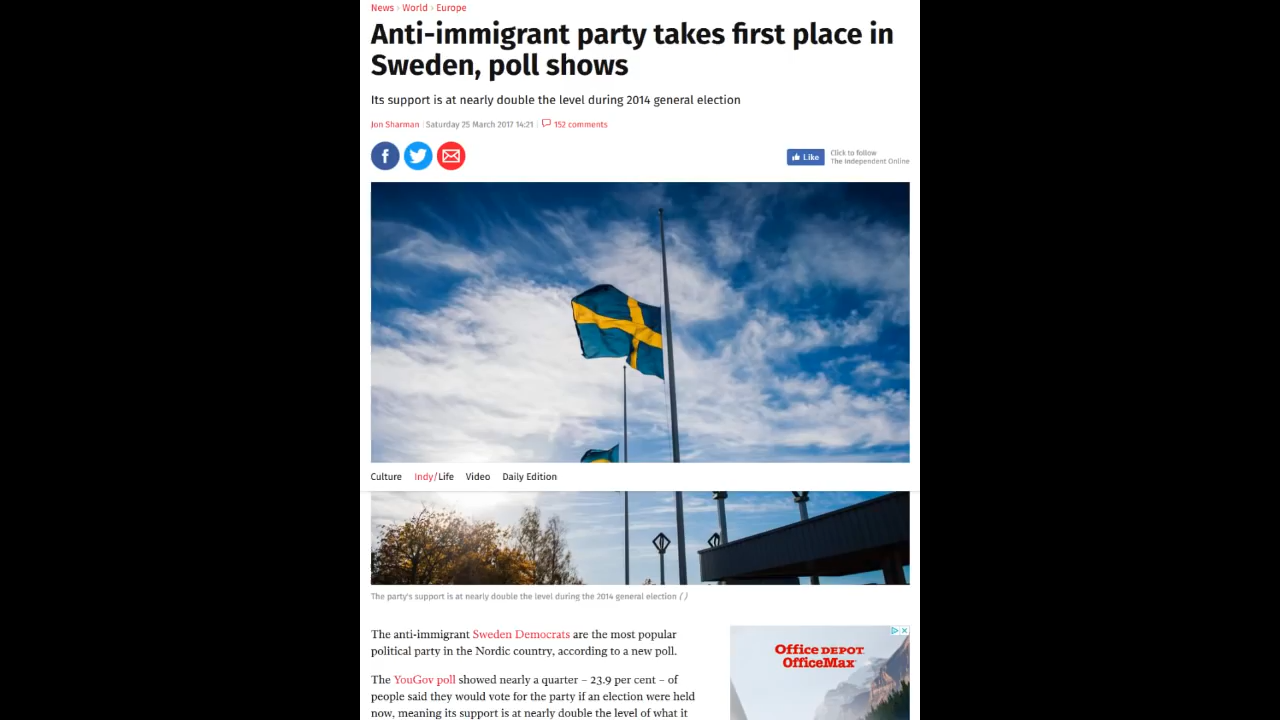 News > World > Europe
Anti-immigrant party takes first place in
Sweden, poll shows
Its support is at nearly double the level during 2014 general election
Jon Sharman | Saturday 25 March 2017 14:21 | 152 comments
f
Like
Click to follow
The Independent Online
Culture Indy/Life Video Daily Edition
The party's support is at nearly double the level during the 2014 general election ( )
The anti-immigrant Sweden Democrats are the most popular
political party in the Nordic country, according to a new poll.
The YouGov poll showed nearly a quarter – 23.9 per cent – of
people said they would vote for the party if an election were held
now, meaning its support is at nearly double the level of what it
Office DEPOT
OfficeMax